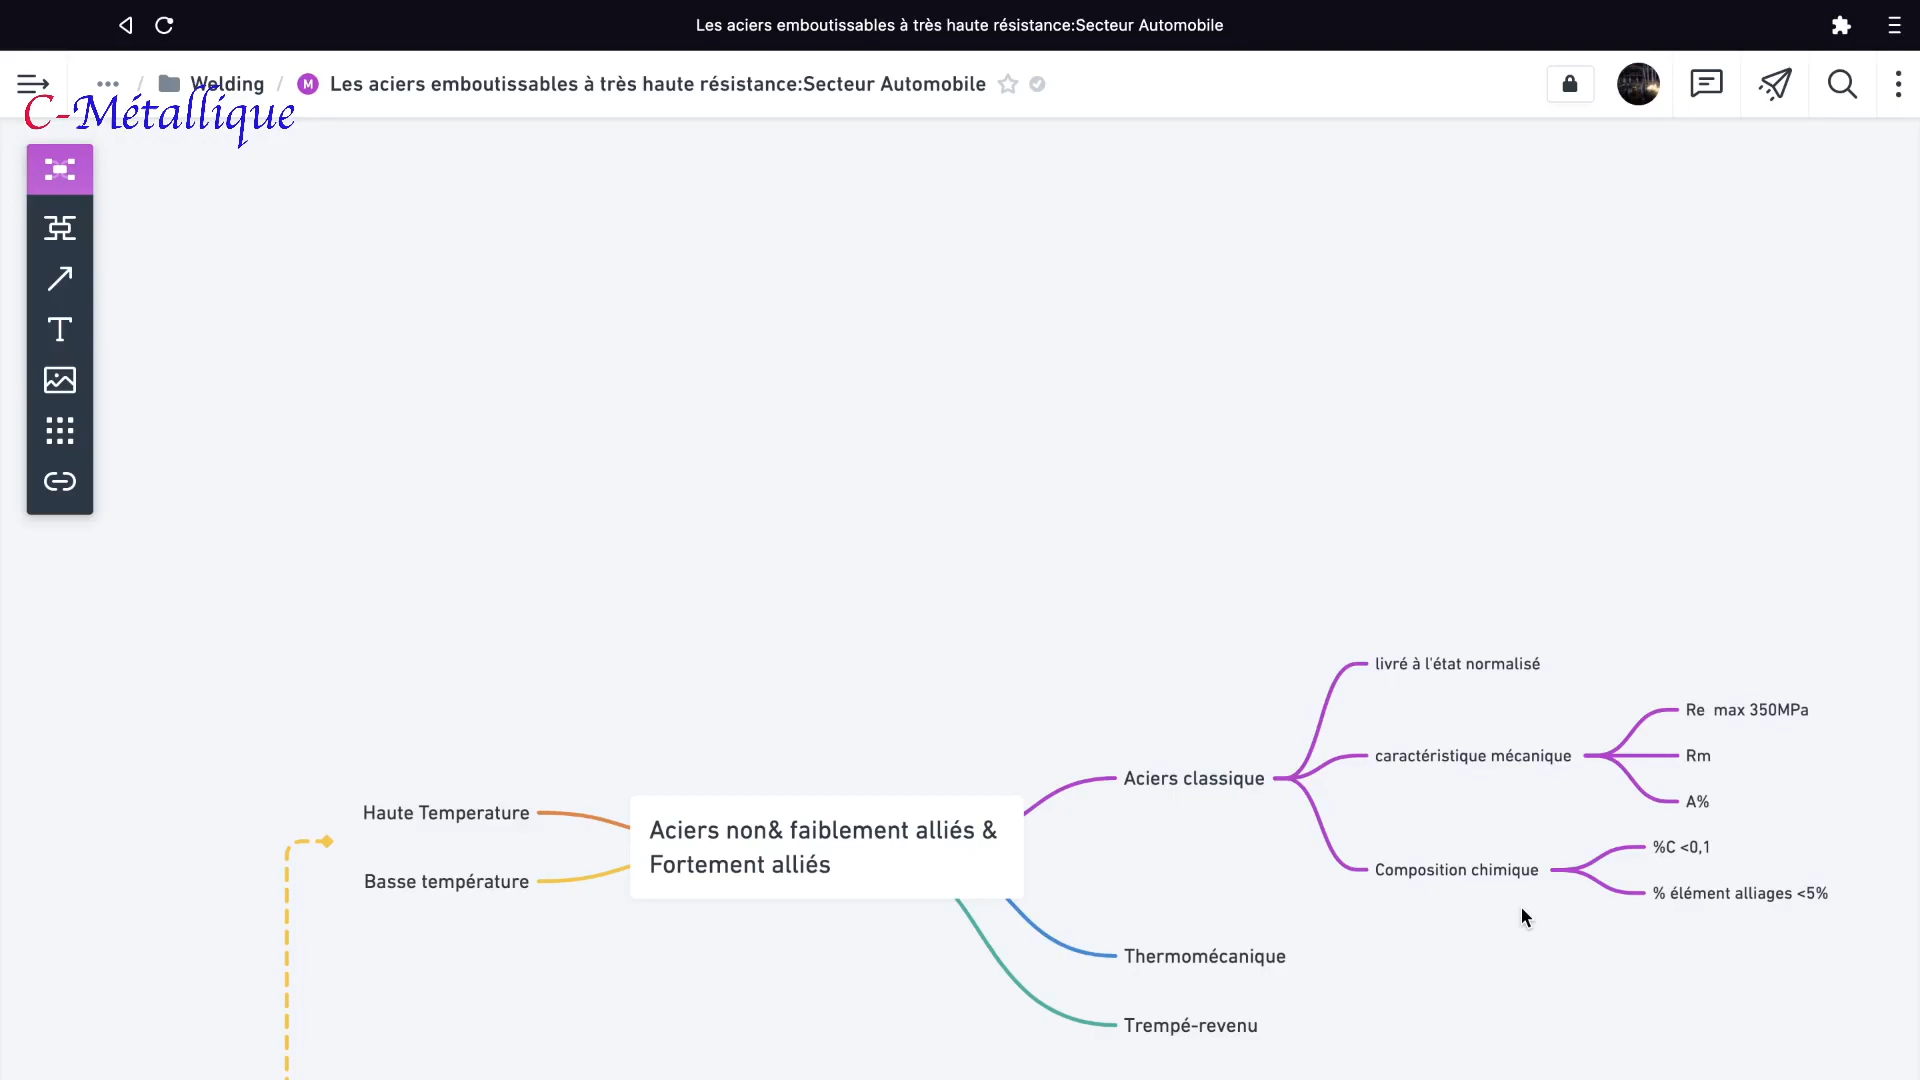 Les aciers emboutissables à très haute résistance:Secteur Automobile
Welding / M Les aciers emboutissables à très haute résistance:Secteur Automobile
C-Métallique
T
livré à l'état normalisé
Re max 350MPa
caractéristique mécanique
Rm
Aciers classique
A%
Haute Temperature
Aciers non& faiblement alliés &
Fortement alliés
%C <0,1
Composition chimique
Basse température
% élément alliages <5%
Thermomécanique
Trempé-revenu